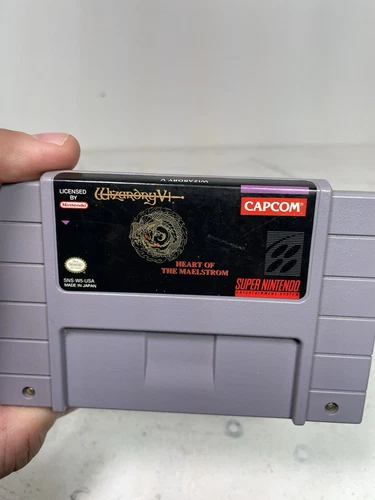 WIZARDRY V
LICENSED
BY
Nintendo
Wizardry V
CAPCOM
HEART OF
THE MAELSTROM
SNS-W5-USA
MADE IN JAPAN
SUPER NINTENDO
ENTERTAINMENT SYSTEM